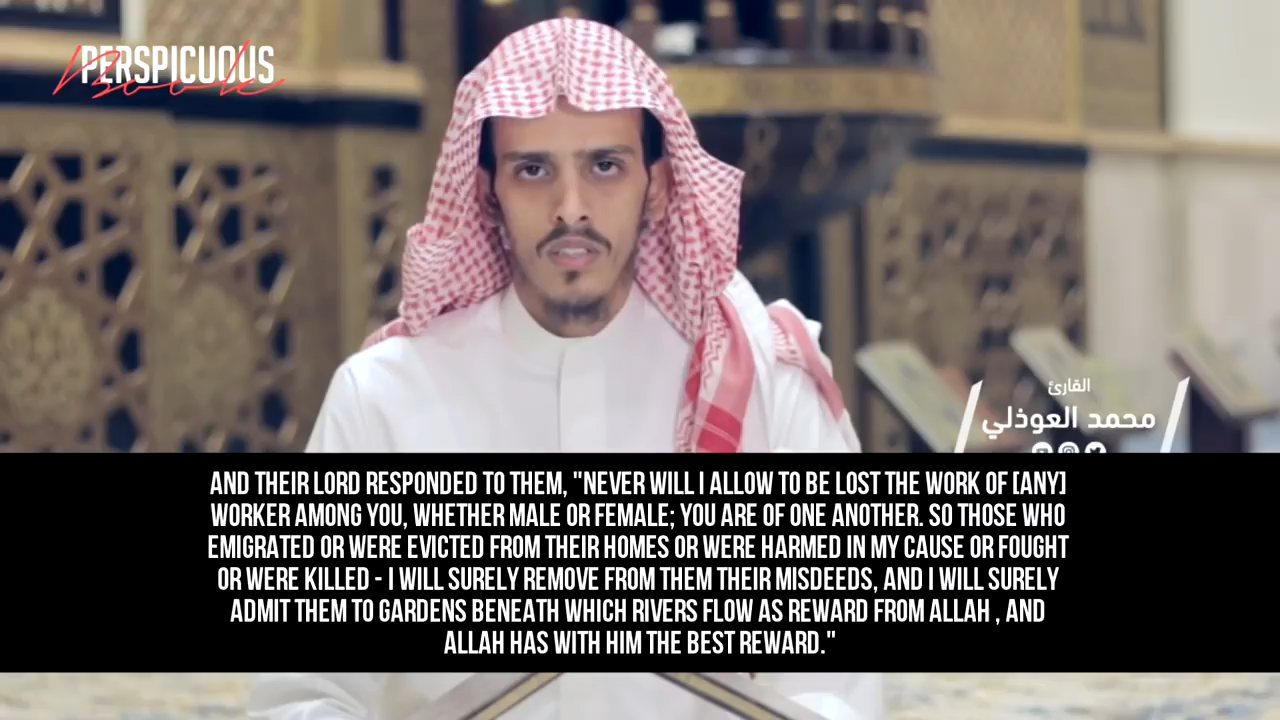 PERSPICUOUS
Book
القارئ
محمد العوذلي
AND THEIR LORD RESPONDED TO THEM, "NEVER WILL I ALLOW TO BE LOST THE WORK OF [ANY]
WORKER AMONG YOU, WHETHER MALE OR FEMALE; YOU ARE OF ONE ANOTHER. SO THOSE WHO
EMIGRATED OR WERE EVICTED FROM THEIR HOMES OR WERE HARMED IN MY CAUSE OR FOUGHT
OR WERE KILLED - I WILL SURELY REMOVE FROM THEM THEIR MISDEEDS, AND I WILL SURELY
ADMIT THEM TO GARDENS BENEATH WHICH RIVERS FLOW AS REWARD FROM ALLAH , AND
ALLAH HAS WITH HIM THE BEST REWARD."